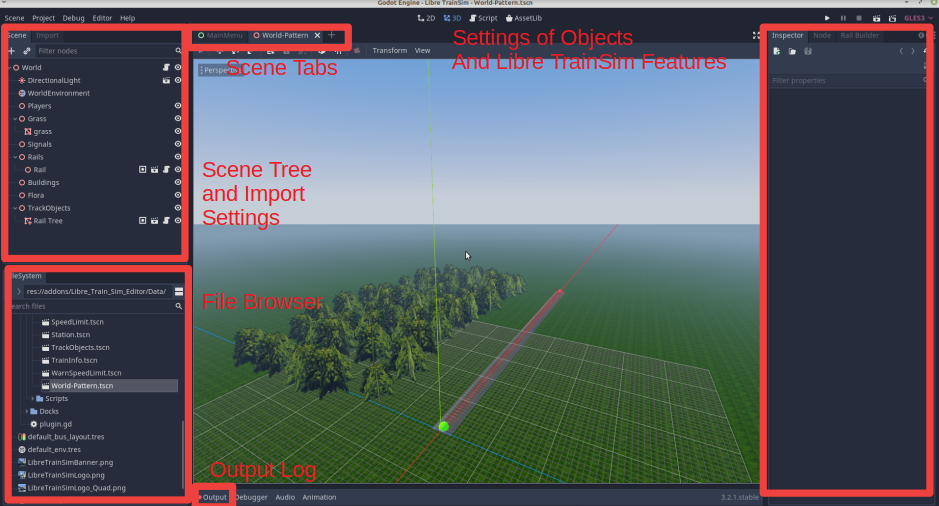 Godot Engine - Libre TrainSim - World-Pattern.tscn
Scene Project Debug Editor Help
2D 3D Script AssetLib
GLES3
Scene Import
MainMenu World-Pattern
Inspector Node Rail Builder
Settings of Objects
And Libre TrainSim Features
Filter nodes
Transform View
Perspective
Scene Tabs
Filter properties
World
DirectionalLight
WorldEnvironment
Players
Grass
grass
Signals
Rails
Rail
Buildings
Flora
TrackObjects
Rail Tree
Scene Tree
and Import
Settings
FileSystem
res://addons/Libre_Train_Sim_Editor/Data/
Search files
File Browser
SpeedLimit.tscn
Station.tscn
TrackObjects.tscn
TrainInfo.tscn
WarnSpeedLimit.tscn
World-Pattern.tscn
Scripts
Docks
plugin.gd
default_bus_layout.tres
default_env.tres
LibreTrainSimBanner.png
LibreTrainSimLogo.png
LibreTrainSimLogo_Quad.png
Output Log
Output Debugger Audio Animation
3.2.1.stable